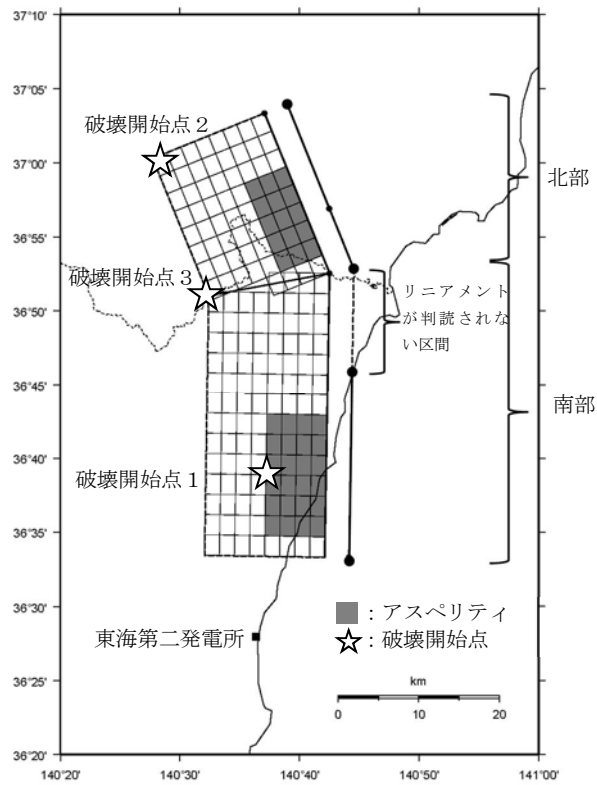 37°10'
37°05'
37°00'
36°55'
36°50'
36°45'
36°40'
36°35'
36°30'
36°25'
36°20'
140°20'
140°30'
140°40'
140°50'
141°00'
破壊開始点２
北部
破壊開始点３
リニアメント
が判読されな
い区間
南部
破壊開始点１
：アスペリティ
：破壊開始点
東海第二発電所
km
0
10
20